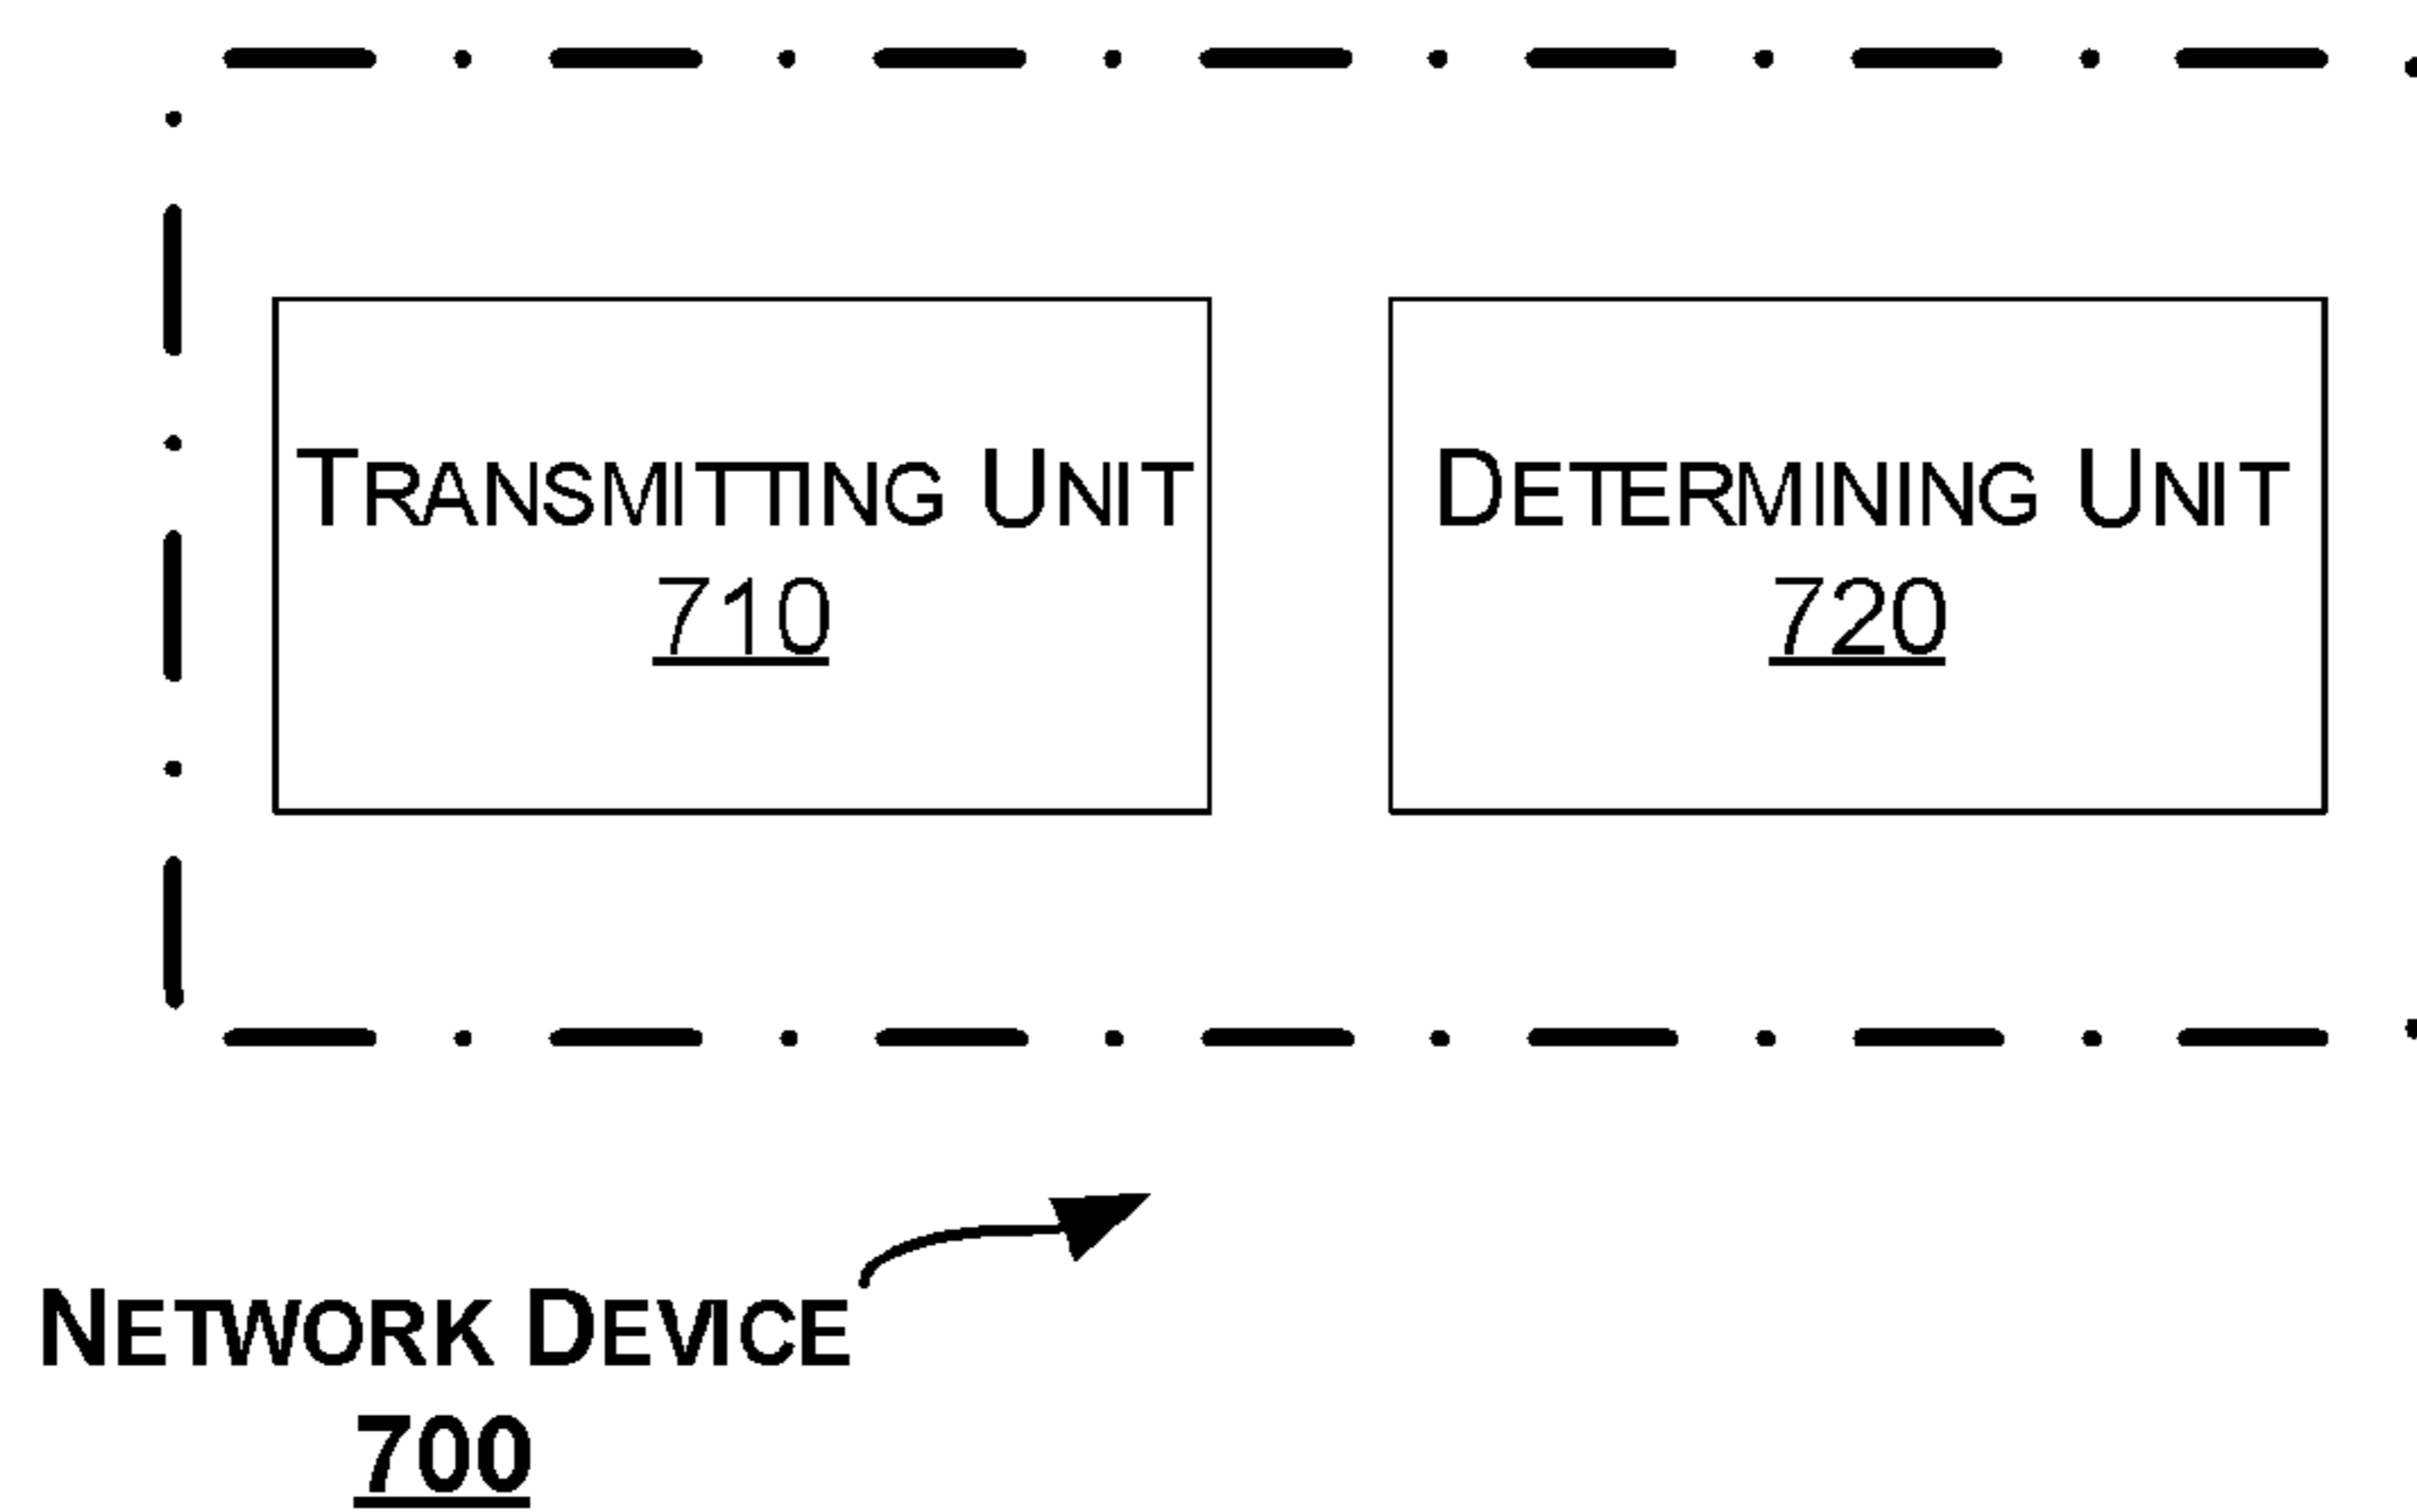 TRANSMITTING UNIT
710
DETERMINING UNIT
720
NETWORK DEVICE
700